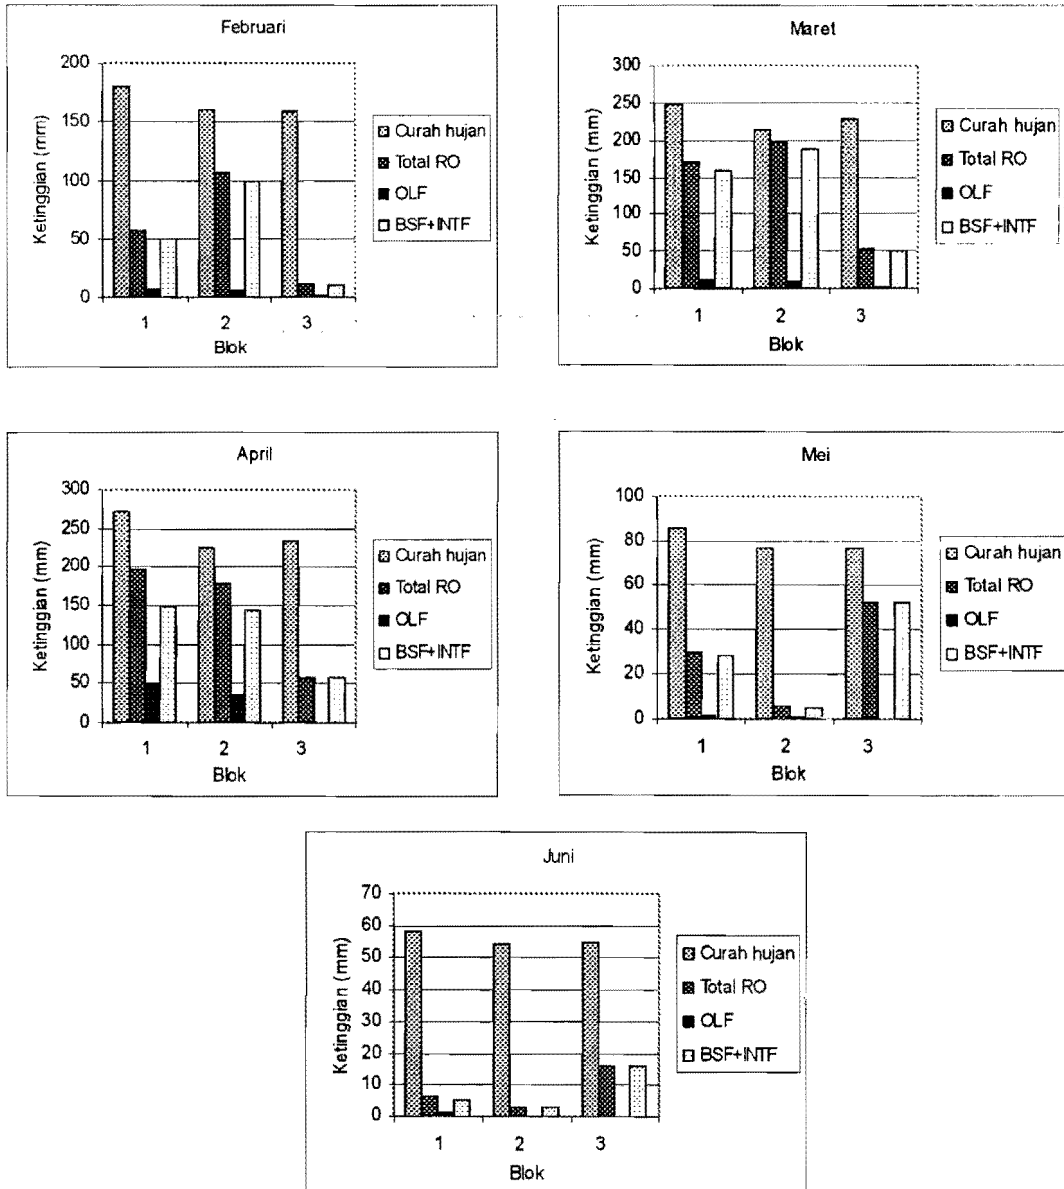 Februari
Ketinggian (mm)
200
150
100
50
0
1 2 3
Blok
Curah hujan
Total RO
OLF
BSF+INTF
Maret
Ketinggian (mm)
300
250
200
150
100
50
0
1 2 3
Blok
Curah hujan
Total RO
OLF
BSF+INTF
April
Ketinggian (mm)
300
250
200
150
100
50
0
1 2 3
Blok
Curah hujan
Total RO
OLF
BSF+INTF
Mei
Ketinggian (mm)
100
80
60
40
20
0
1 2 3
Blok
Curah hujan
Total RO
OLF
BSF+INTF
Juni
Ketinggian (mm)
70
60
50
40
30
20
10
0
1 2 3
Blok
Curah hujan
Total RO
OLF
BSF+INTF